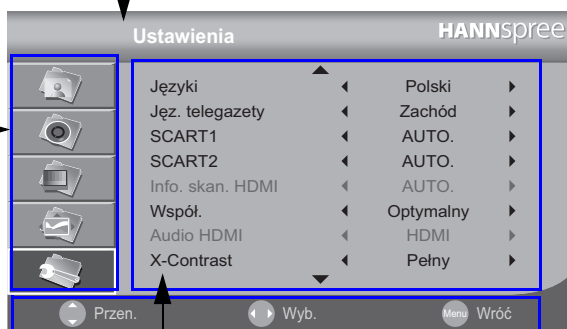 Ustawienia HANNspree
Języki Polski
Jęz. telegazety Zachód
SCART1 AUTO.
SCART2 AUTO.
Info. skan. HDMI AUTO.
Współ. Optymalny
Audio HDMI HDMI
X-Contrast Pełny
Przen. Wyb. Menu Wróć